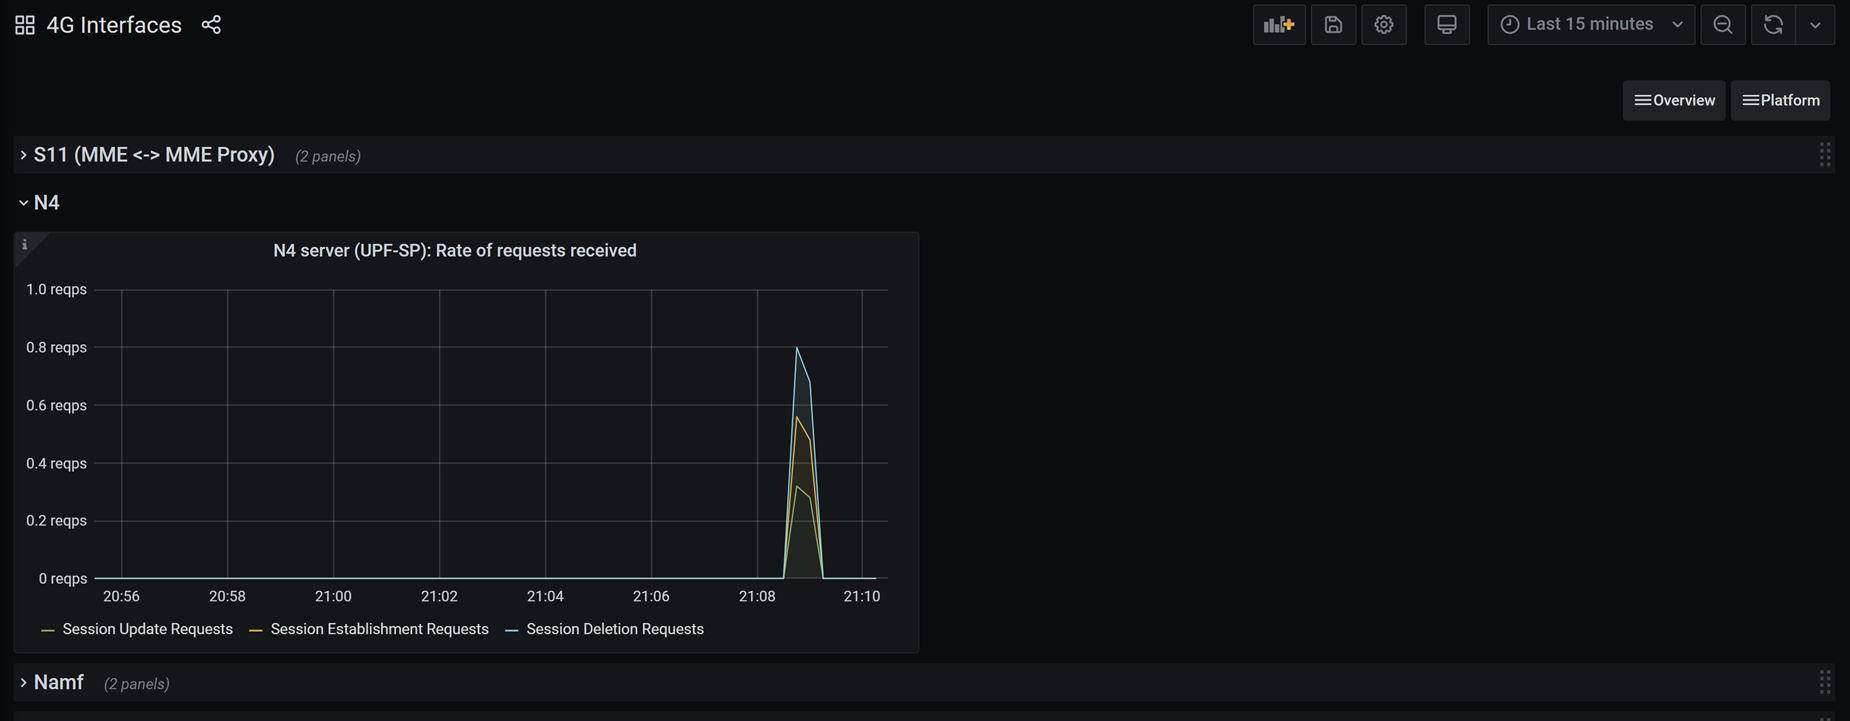 4G Interfaces
Last 15 minutes
Overview
Platform
S11 (MME <-> MME Proxy) (2 panels)
N4
i
N4 server (UPF-SP): Rate of requests received
1.0 reqps
0.8 reqps
0.6 reqps
0.4 reqps
0.2 reqps
0 reqps
20:56 20:58 21:00 21:02 21:04 21:06 21:08 21:10
Session Update Requests Session Establishment Requests Session Deletion Requests
Namf (2 panels)